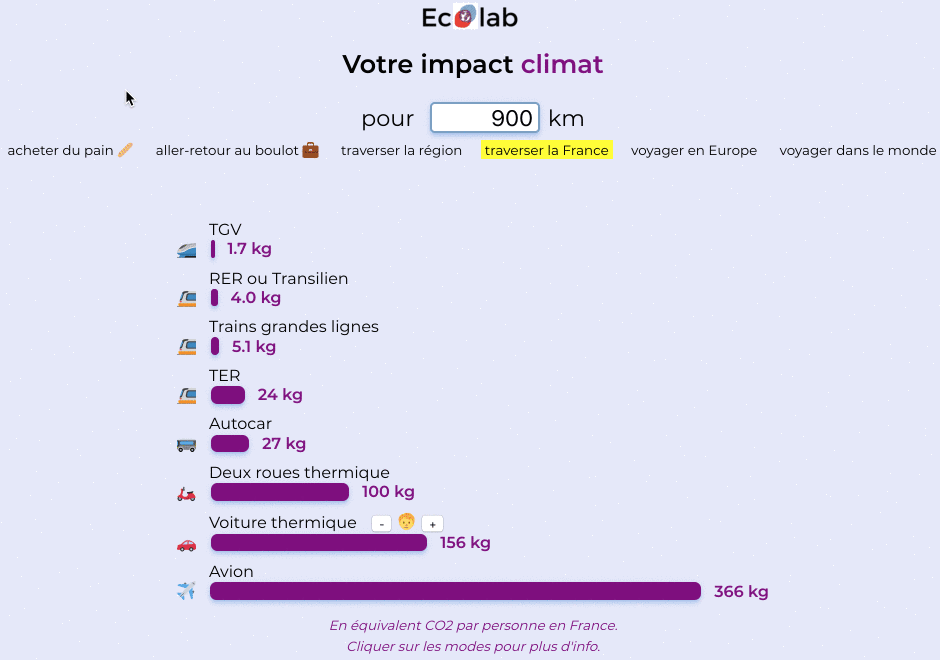 Ecolab
Votre impact climat
pour 900 km
acheter du pain aller-retour au boulot traverser la région traverser la France voyager en Europe voyager dans le monde
TGV
1.7 kg
RER ou Transilien
4.0 kg
Trains grandes lignes
5.1 kg
TER
24 kg
Autocar
27 kg
Deux roues thermique
100 kg
Voiture thermique - +
156 kg
Avion
366 kg
En équivalent CO2 par personne en France.
Cliquer sur les modes pour plus d'info.